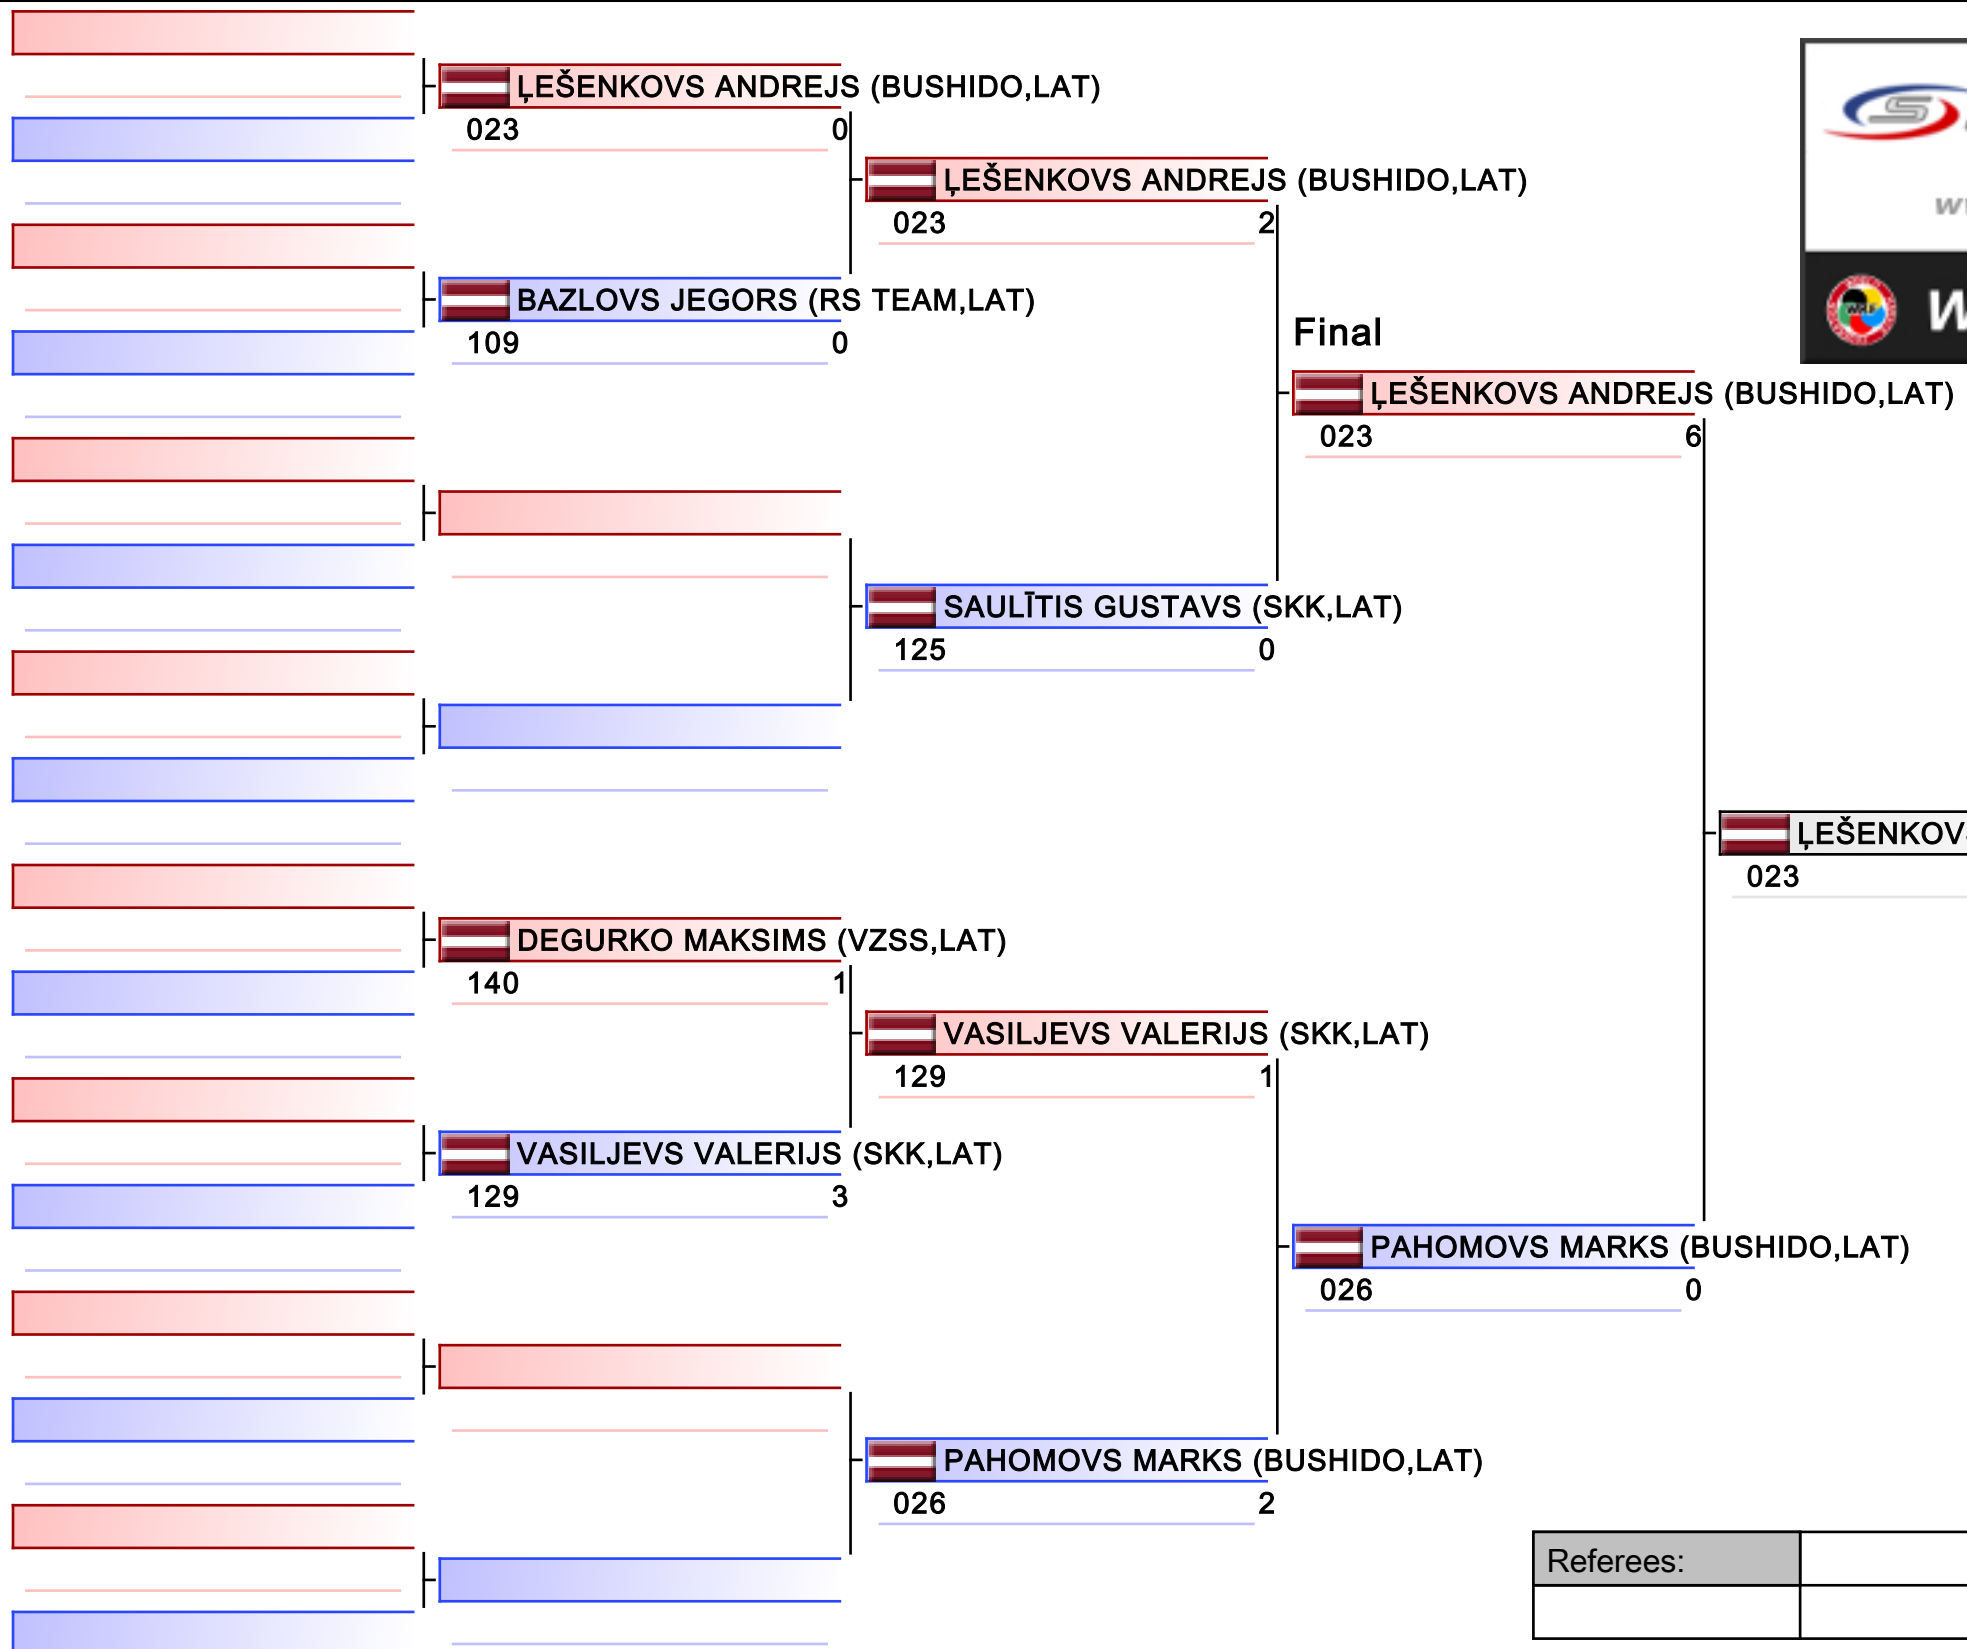 ĻEŠENKOVS ANDREJS (BUSHIDO,LAT)
023 0
BAZLOVS JEGORS (RS TEAM,LAT)
109 0
DEGURKO MAKSIMS (VZSS,LAT)
140 1
VASILJEVS VALERIJS (SKK,LAT)
129 3
ĻEŠENKOVS ANDREJS (BUSHIDO,LAT)
023 2
SAULĪTIS GUSTAVS (SKK,LAT)
125 0
VASILJEVS VALERIJS (SKK,LAT)
129 1
PAHOMOVS MARKS (BUSHIDO,LAT)
026 2
Final
ĻEŠENKOVS ANDREJS (BUSHIDO,LAT)
023 6
PAHOMOVS MARKS (BUSHIDO,LAT)
026 0
ĻEŠENKOVS
023
Referees: